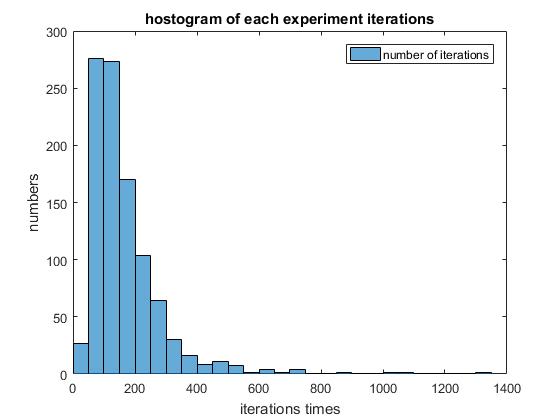 hostogram of each experiment iterations
300
250
200
150
100
50
0
numbers
number of iterations
0 200 400 600 800 1000 1200 1400
iterations times